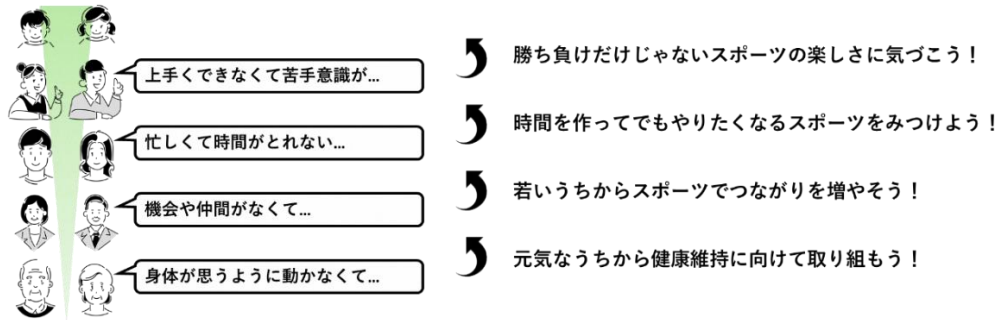 勝ち負けだけじゃないスポーツの楽しさに気づこう！
上手くできなくて苦手意識が...
時間を作ってでもやりたくなるスポーツをみつけよう！
忙しくて時間がとれない...
若いうちからスポーツでつながりを増やそう！
機会や仲間がなくて...
元気なうちから健康維持に向けて取り組もう！
身体が思うように動かなくて...